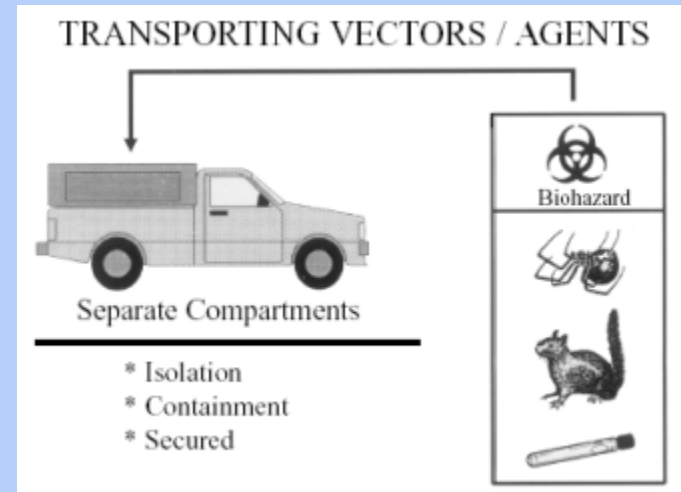 TRANSPORTING VECTORS / AGENTS
Biohazard
Separate Compartments
* Isolation
* Containment
* Secured